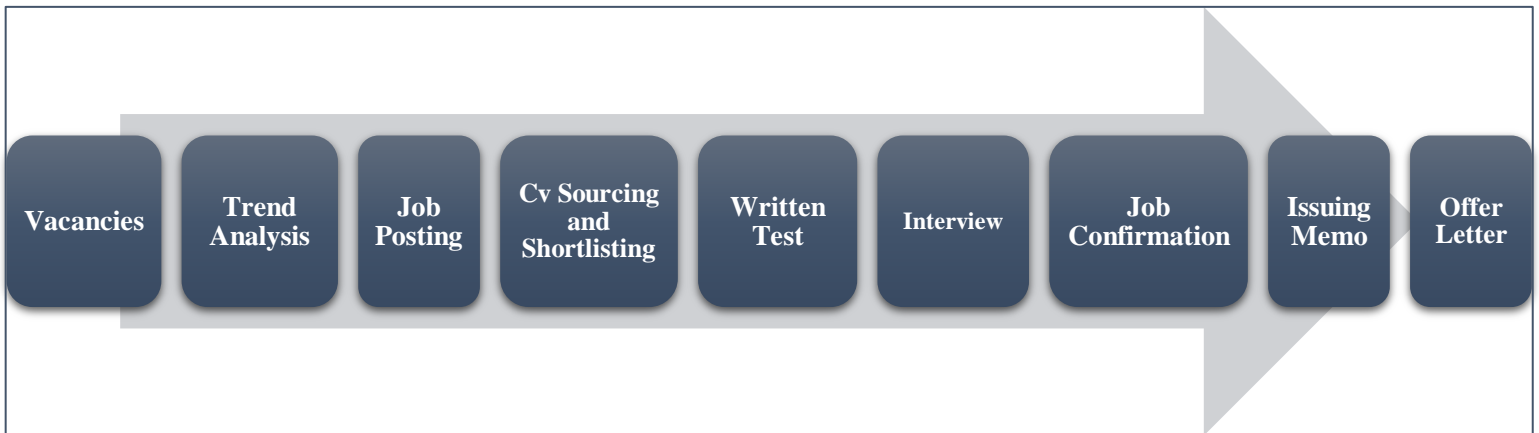 Vacancies
Trend
Analysis
Job
Posting
Cv Sourcing
and
Shortlisting
Written
Test
Interview
Job
Confirmation
Issuing
Memo
Offer
Letter